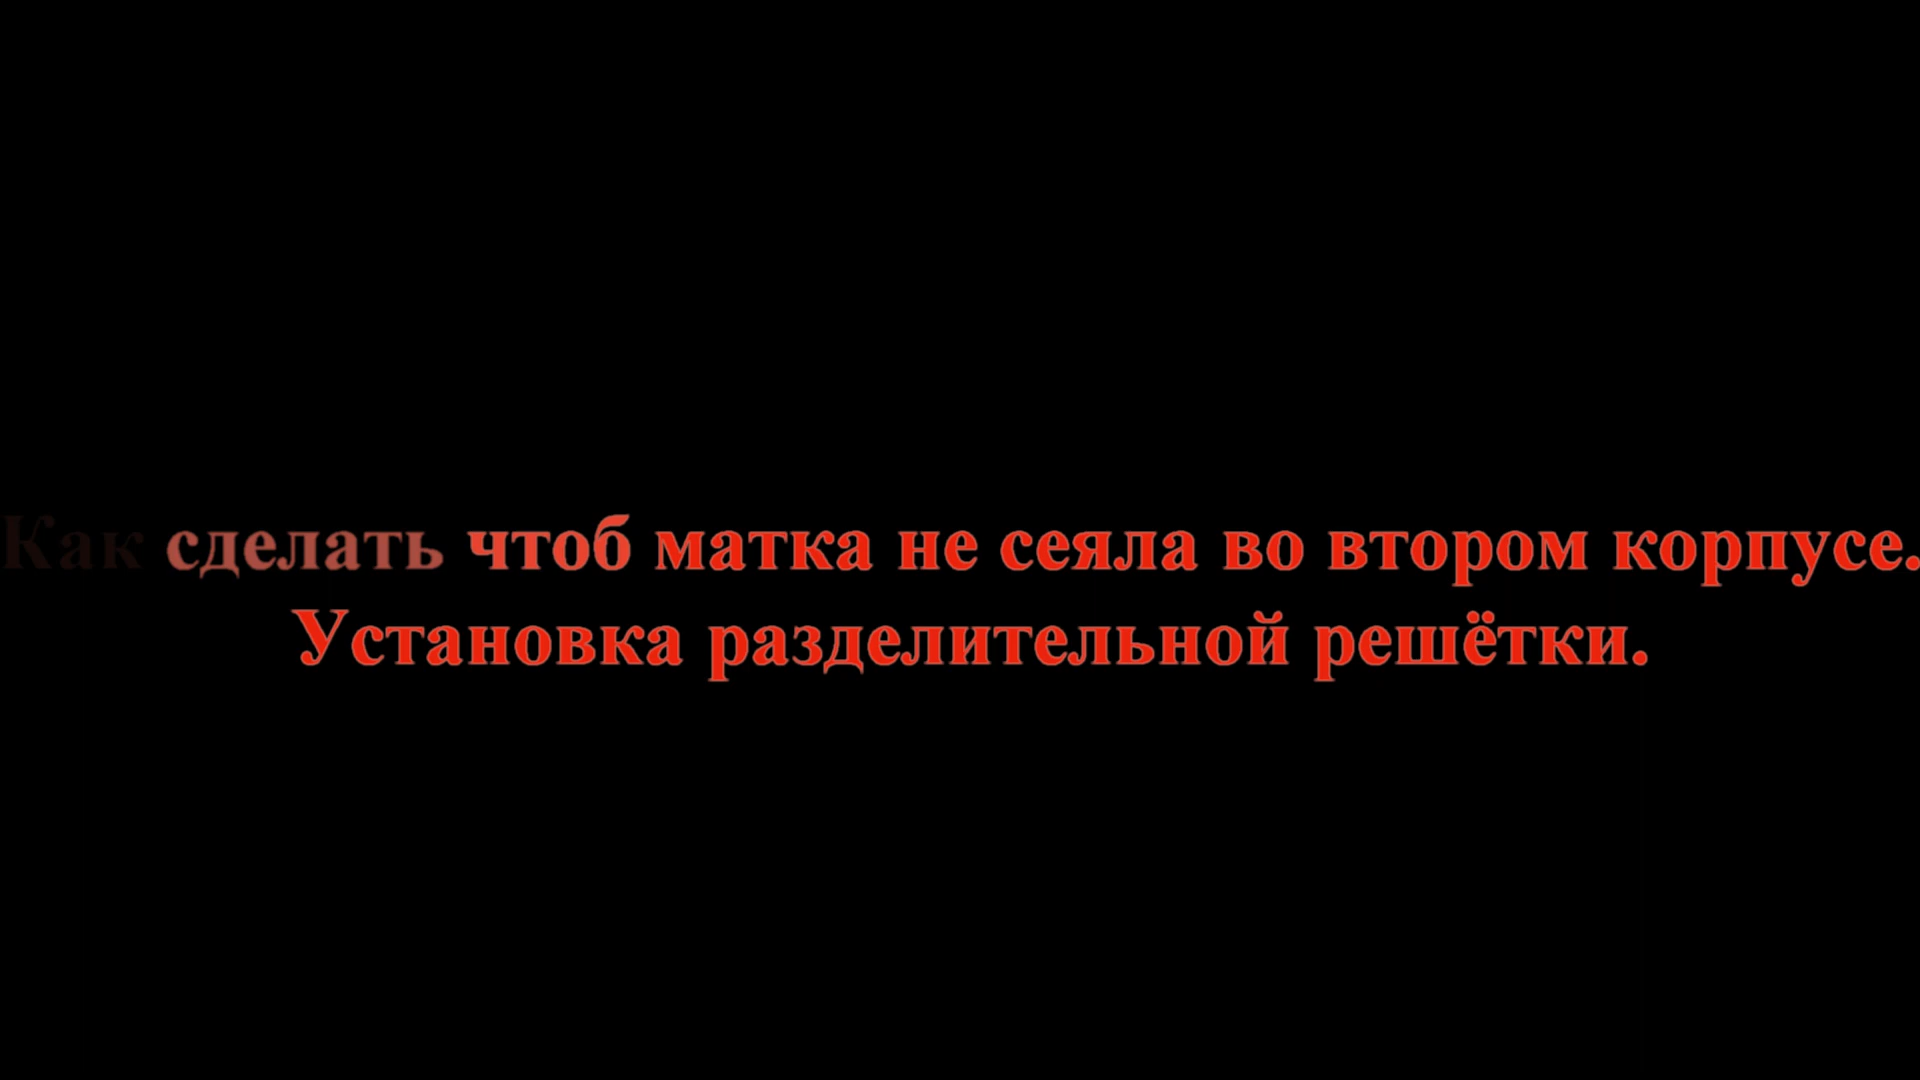 Как сделать чтоб матка не сеяла во втором корпусе.
Установка разделительной решётки.